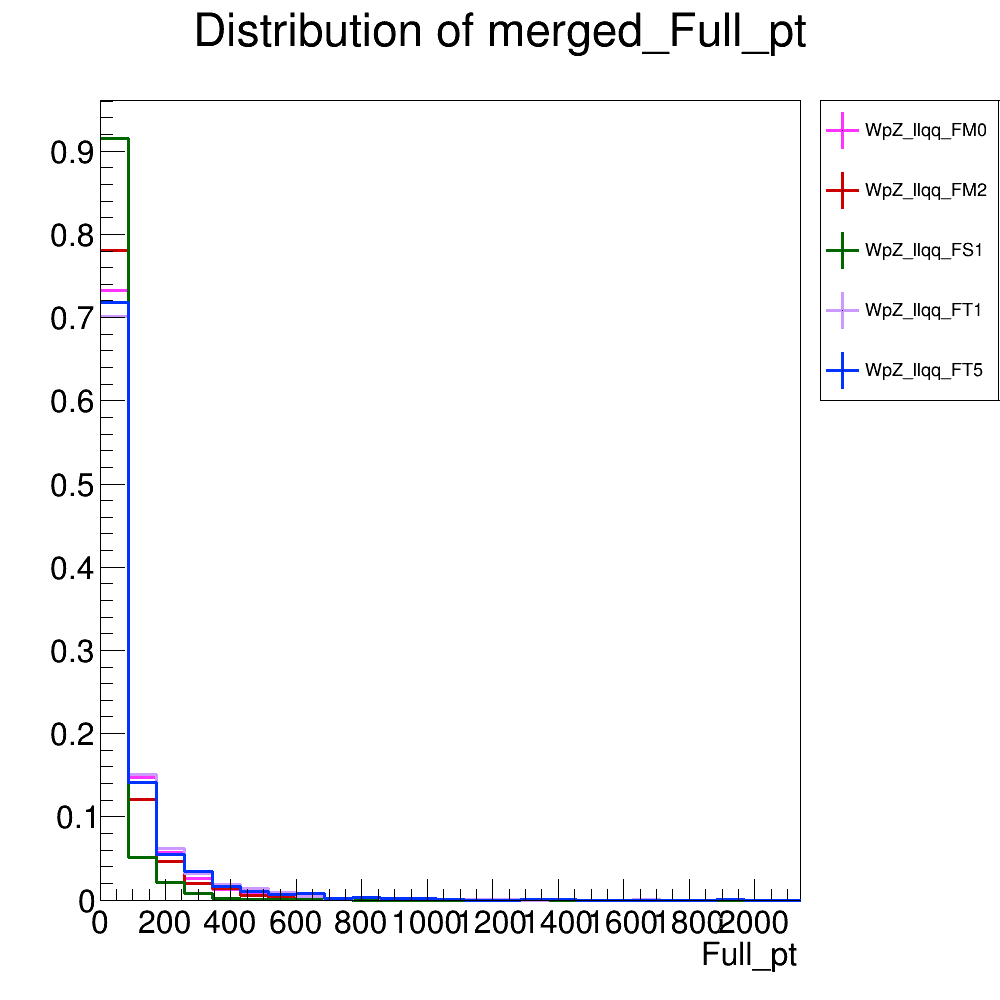 Distribution of merged_Full_pt
WpZ_llqq_FM0
WpZ_llqq_FM2
WpZ_llqq_FS1
WpZ_llqq_FT1
WpZ_llqq_FT5
0.9
0.8
0.7
0.6
0.5
0.4
0.3
0.2
0.1
0
0 200 400 600 800 1000 1200 1400 1600 1800 2000
Full_pt